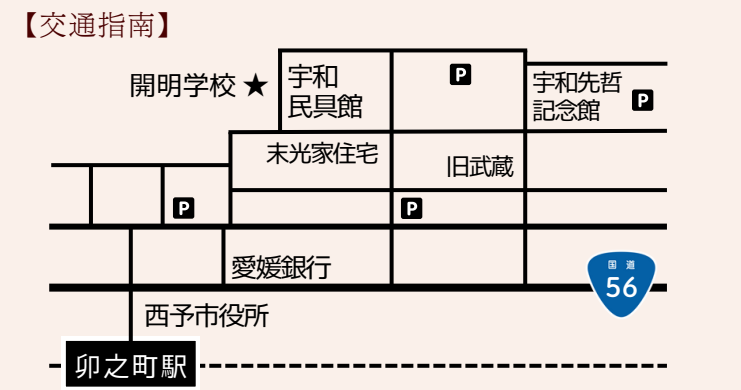 【交通指南】
開明学校 ★
宇和
民具館
P
宇和先哲
記念館
P
末光家住宅
旧武蔵
P
P
愛媛銀行
国道
56
西予市役所
卯之町駅